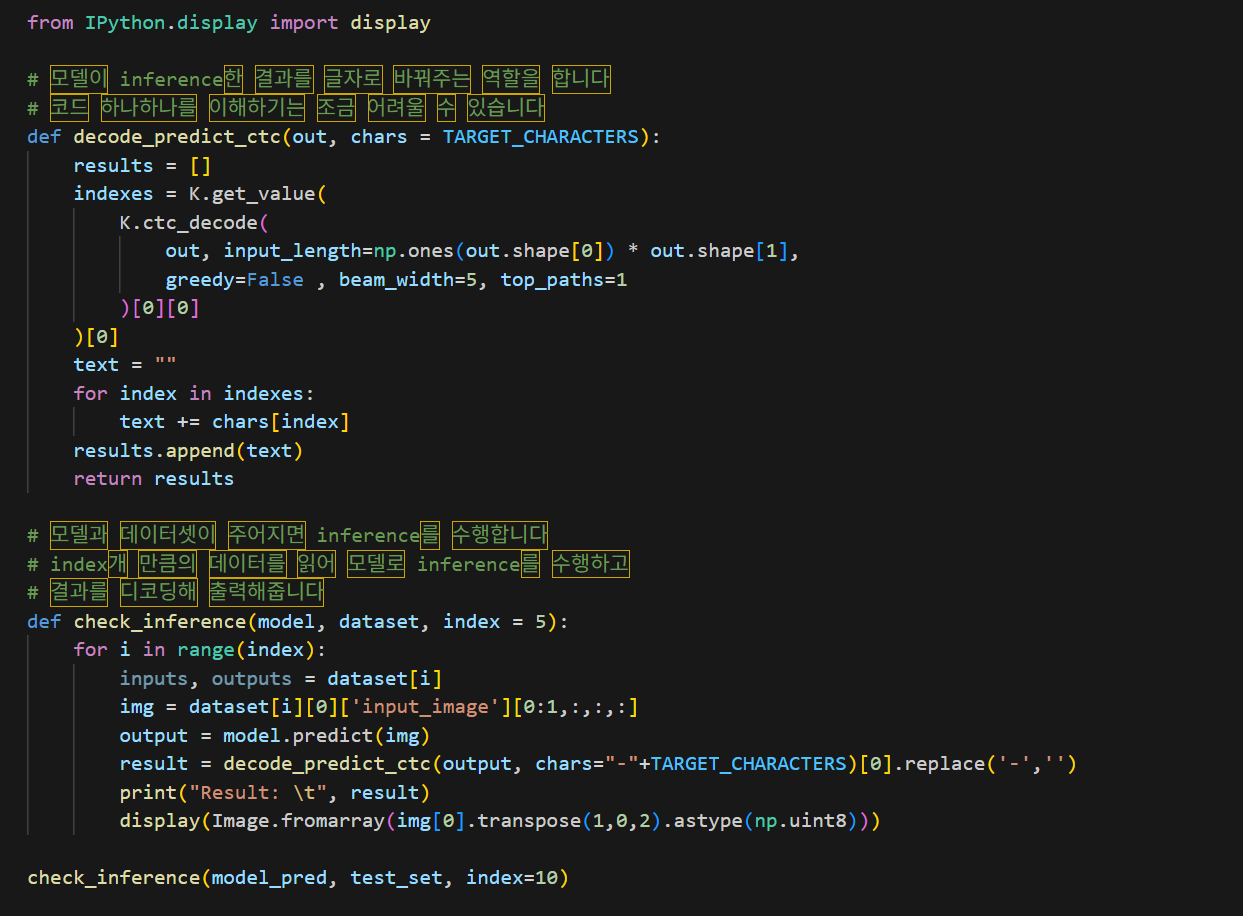 from IPython.display import display

# 모델이 inference한 결과를 글자로 바꿔주는 역할을 합니다
# 코드 하나하나를 이해하기는 조금 어려울 수 있습니다
def decode_predict_ctc(out, chars = TARGET_CHARACTERS):
    results = []
    indexes = K.get_value(
        K.ctc_decode(
            out, input_length=np.ones(out.shape[0]) * out.shape[1],
            greedy=False , beam_width=5, top_paths=1
        )[0][0]
    )[0]
    text = ""
    for index in indexes:
        text += chars[index]
    results.append(text)
    return results

# 모델과 데이터셋이 주어지면 inference를 수행합니다
# index개 만큼의 데이터를 읽어 모델로 inference를 수행하고
# 결과를 디코딩해 출력해줍니다
def check_inference(model, dataset, index = 5):
    for i in range(index):
        inputs, outputs = dataset[i]
        img = dataset[i][0]['input_image'][0:1,:,:,:]
        output = model.predict(img)
        result = decode_predict_ctc(output, chars="-"+TARGET_CHARACTERS)[0].replace('-','')
        print("Result: \t", result)
        display(Image.fromarray(img[0].transpose(1,0,2).astype(np.uint8)))

check_inference(model_pred, test_set, index=10)